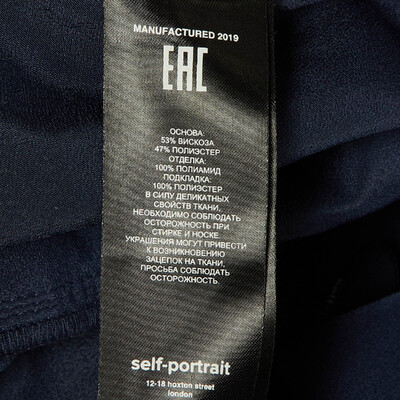 MANUFACTURED 2019
EAC
ОСНОВА:
53% ВИСКОЗА
47% ПОЛИЭСТЕР
ОТДЕЛКА:
100% ПОЛИАМИД
ПОДКЛАДКА:
100% ПОЛИЭСТЕР
В СИЛУ ДЕЛИКАТНЫХ
СВОЙСТВ ТКАНИ,
НЕОБХОДИМО СОБЛЮДАТЬ
ОСТОРОЖНОСТЬ ПРИ
СТИРКЕ И НОСКЕ.
УКРАШЕНИЯ МОГУТ ПРИВЕСТИ
К ВОЗНИКНОВЕНИЮ
ЗАЦЕПОК НА ТКАНИ,
ПРОСЬБА СОБЛЮДАТЬ
ОСТОРОЖНОСТЬ.
self-portrait
12-18 hoxton street
london